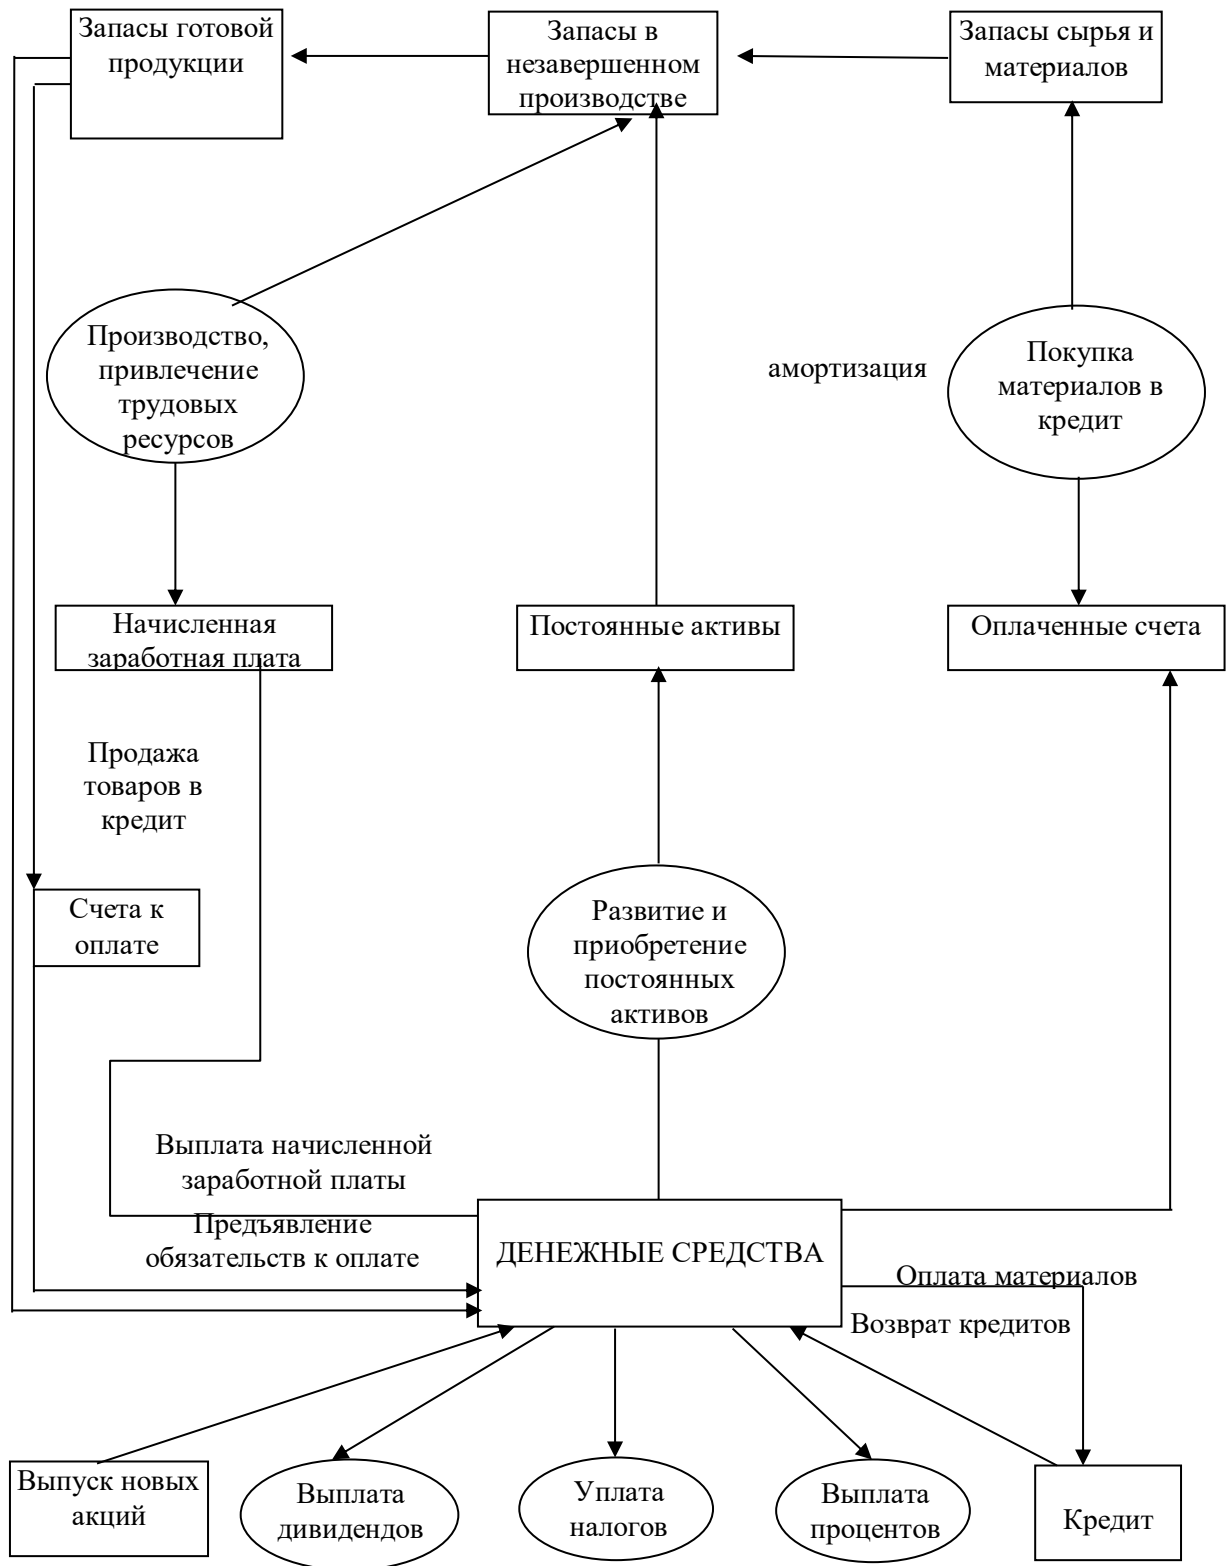 Запасы готовой
продукции
Запасы в
незавершенном
производстве
Запасы сырья и
материалов
Производство,
привлечение
трудовых
ресурсов
амортизация
Покупка
материалов в
кредит
Начисленная
заработная плата
Постоянные активы
Оплаченные счета
Продажа
товаров в
кредит
Счета к
оплате
Развитие и
приобретение
постоянных
активов
Выплата начисленной
заработной платы
Предъявление
обязательств к оплате
ДЕНЕЖНЫЕ СРЕДСТВА
Оплата материалов
Возврат кредитов
Выпуск новых
акций
Выплата
дивидендов
Уплата
налогов
Выплата
процентов
Кредит